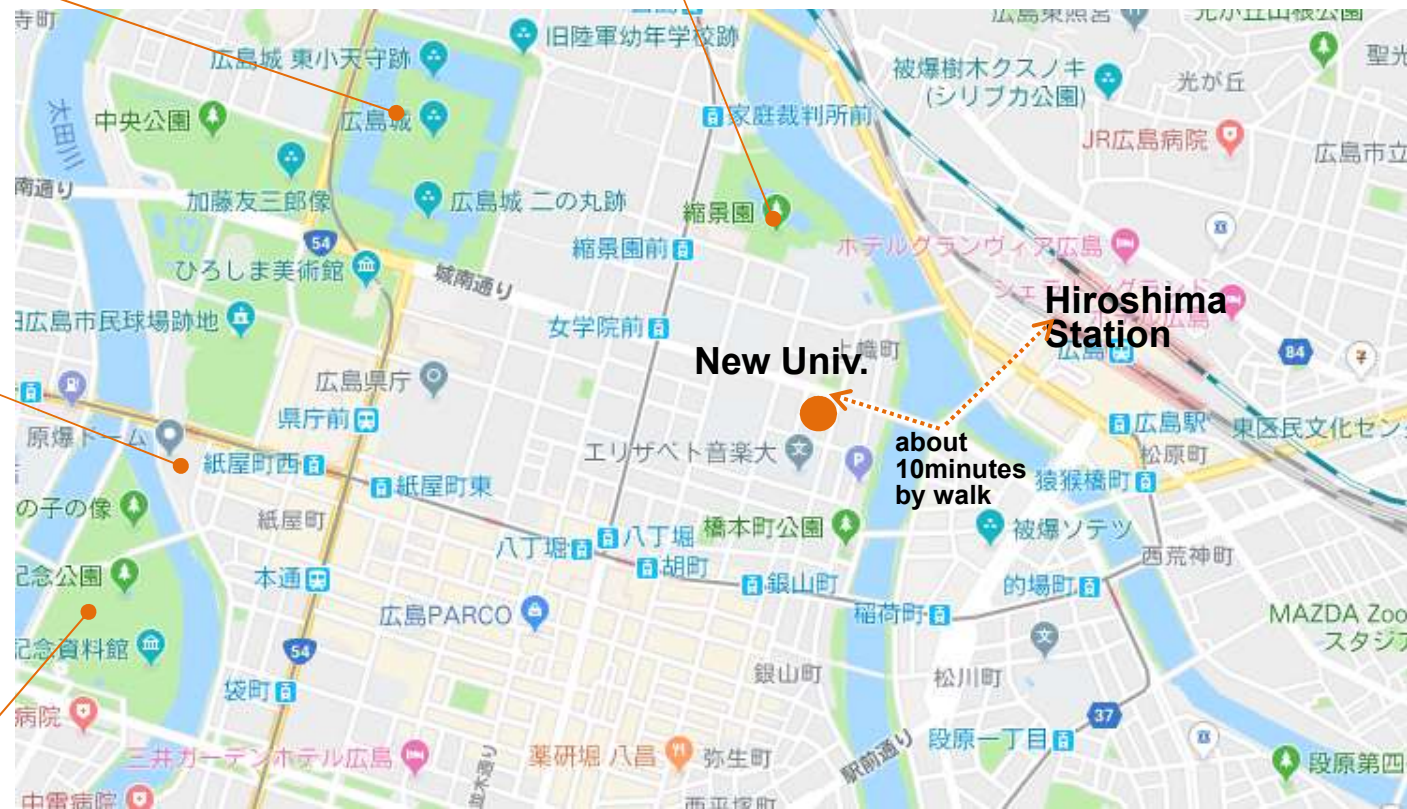 寺町
旧陸軍幼年学校跡
広島東照宮
光が丘山根公園
広島城 東小天守跡
被爆樹木クスノキ
(シリブカ公園)
光が丘
聖光
太田川
中央公園
広島城
家庭裁判所前
JR広島病院
広島市立
南通り
加藤友三郎像
広島城 二の丸跡
縮景園
54
縮景園前
ホテルグランヴィア広島
ひろしま美術館
城南通り
Hiroshima
Station
旧広島市民球場跡地
女学院前
上幟町
広島
84
New Univ.
広島県庁
県庁前
原爆ドーム
紙屋町西
エリザベト音楽大
about
10minutes
by walk
広島駅
東区民文化セン
松原町
紙屋町東
猿猴橋町
の子の像
紙屋町
八丁堀
八丁堀
橋本町公園
被爆ソテツ
西荒神町
記念公園
本通
胡町
銀山町
的場町
広島PARCO
稲荷町
MAZDA Zoo
スタジア
記念資料館
54
銀山町
松川町
袋町
病院
37
段原一丁目
三井ガーデンホテル広島
並木通り
薬研堀 八昌
弥生町
駅前通り
段原第四
中電病院
西平塚町